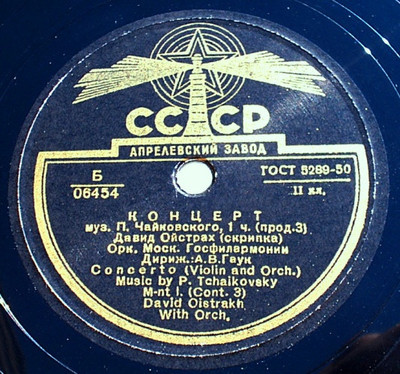 СССР
АПРЕЛЕВСКИЙ ЗАВОД
Б
06454
ГОСТ 5289-50
II кл.
КОНЦЕРТ
муз. П. Чайковского, 1 ч. (прод.3)
Давид Ойстрах (скрипка)
Орк. Моск. Госфилармонии
Дириж.: А.В.Гаук
Concerto (Violin and Orch.)
Music by P. Tchaikovsky
M-nt I. (Cont. 3)
David Oistrakh
With Orch.